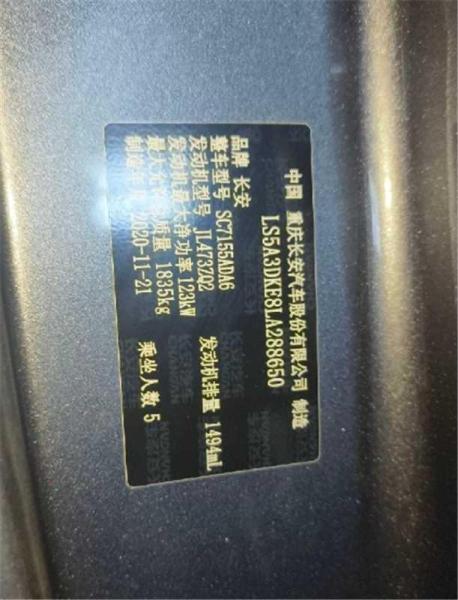 中国 重庆长安汽车股份有限公司 制造
LS5A3DKE8LA288650
品牌 长安
整车型号 SC7155ADA6
发动机型号 JL473ZQ2 发动机排量 1494mL
发动机最大净功率 123kW
最大允许 质量 1835kg
制造年 2020-11-21 乘坐人数 5